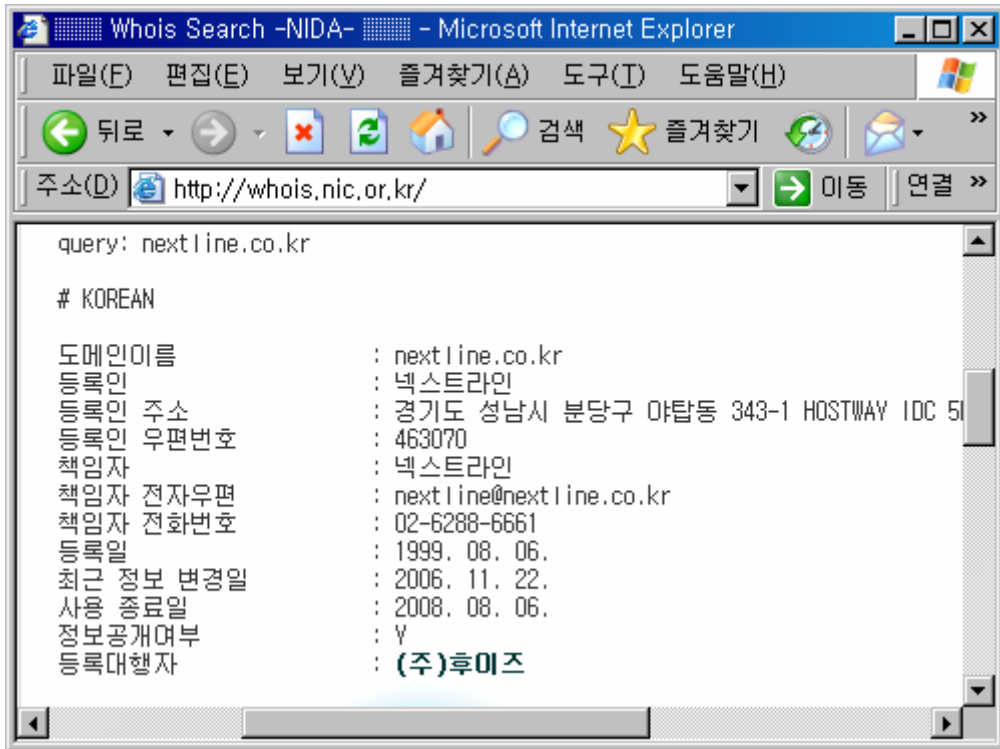 Whois Search -NIDA- - Microsoft Internet Explorer
파일(F) 편집(E) 보기(V) 즐겨찾기(A) 도구(T) 도움말(H)
뒤로 검색 즐겨찾기 »
주소(D) http://whois.nic.or.kr/ 이동 연결 »
query: nextline.co.kr
# KOREAN
도메인이름 : nextline.co.kr
등록인 : 넥스트라인
등록인 주소 : 경기도 성남시 분당구 야탑동 343-1 HOSTWAY IDC
등록인 우편번호 : 463070
책임자 : 넥스트라인
책임자 전자우편 : nextline@nextline.co.kr
책임자 전화번호 : 02-6288-6661
등록일 : 1999. 08. 06.
최근 정보 변경일 : 2006. 11. 22.
사용 종료일 : 2008. 08. 06.
정보공개여부 : Y
등록대행자 : (주)후이즈